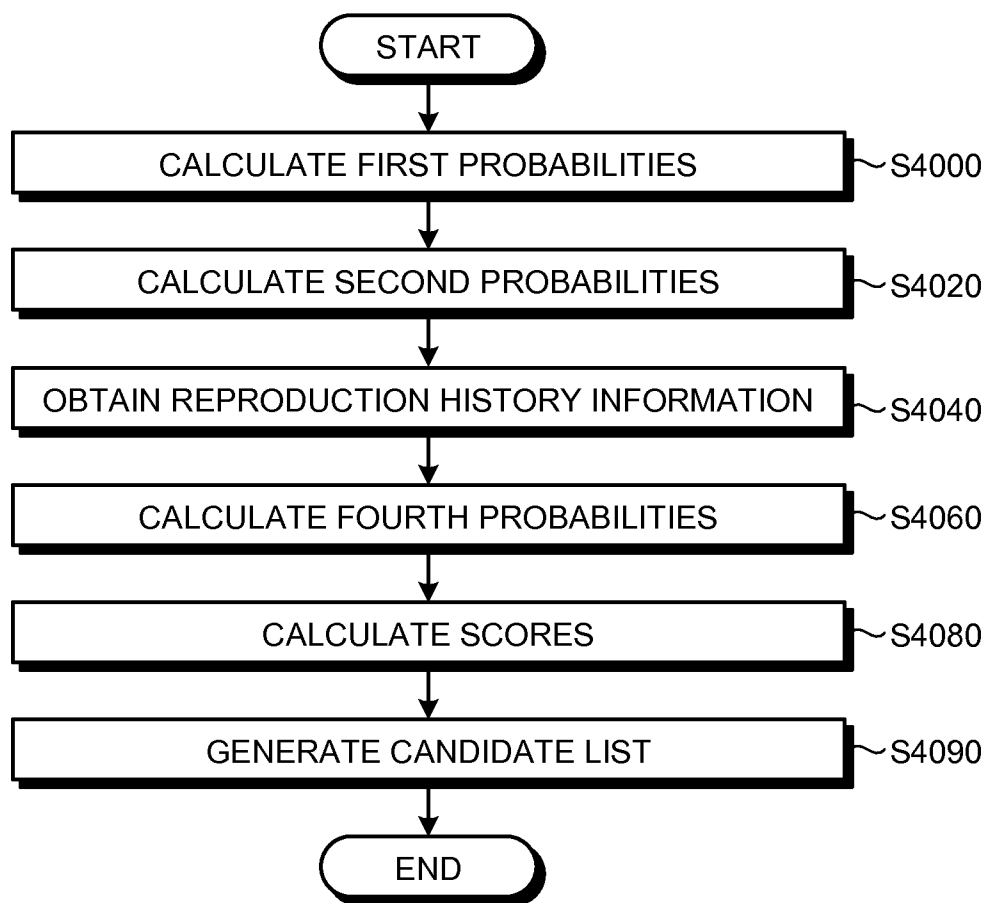 START
CALCULATE FIRST PROBABILITIES
S4000
CALCULATE SECOND PROBABILITIES
S4020
OBTAIN REPRODUCTION HISTORY INFORMATION
S4040
CALCULATE FOURTH PROBABILITIES
S4060
CALCULATE SCORES
S4080
GENERATE CANDIDATE LIST
S4090
END